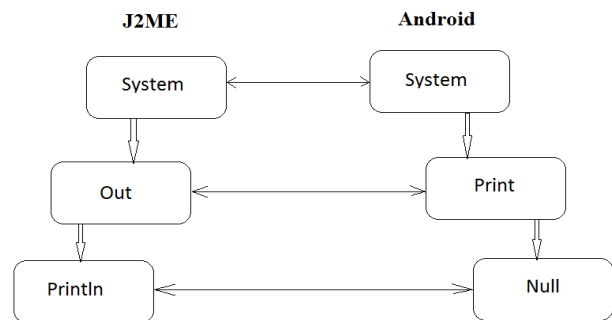 J2ME
Android
System
System
Out
Print
Println
Null